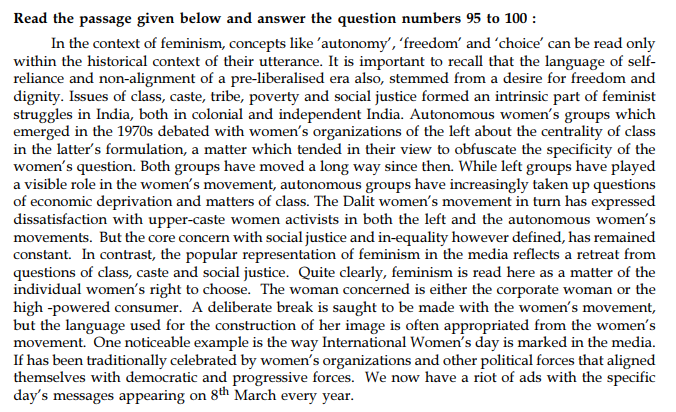 Read the passage given below and answer the question numbers 95 to 100 :
In the context of feminism, concepts like 'autonomy', 'freedom' and 'choice' can be read only
within the historical context of their utterance. It is important to recall that the language of self-
reliance and non-alignment of a pre-liberalised era also, stemmed from a desire for freedom and
dignity. Issues of class, caste, tribe, poverty and social justice formed an intrinsic part of feminist
struggles in India, both in colonial and independent India. Autonomous women's groups which
emerged in the 1970s debated with women's organizations of the left about the centrality of class
in the latter's formulation, a matter which tended in their view to obfuscate the specificity of the
women's question. Both groups have moved a long way since then. While left groups have played
a visible role in the women's movement, autonomous groups have increasingly taken up questions
of economic deprivation and matters of class. The Dalit women's movement in turn has expressed
dissatisfaction with upper-caste women activists in both the left and the autonomous women's
movements. But the core concern with social justice and in-equality however defined, has remained
constant. In contrast, the popular representation of feminism in the media reflects a retreat from
questions of class, caste and social justice. Quite clearly, feminism is read here as a matter of the
individual women's right to choose. The woman concerned is either the corporate woman or the
high -powered consumer. A deliberate break is saught to be made with the women's movement,
but the language used for the construction of her image is often appropriated from the women's
movement. One noticeable example is the way International Women's day is marked in the media.
If has been traditionally celebrated by women's organizations and other political forces that aligned
themselves with democratic and progressive forces. We now have a riot of ads with the specific
day's messages appearing on 8th March every year.